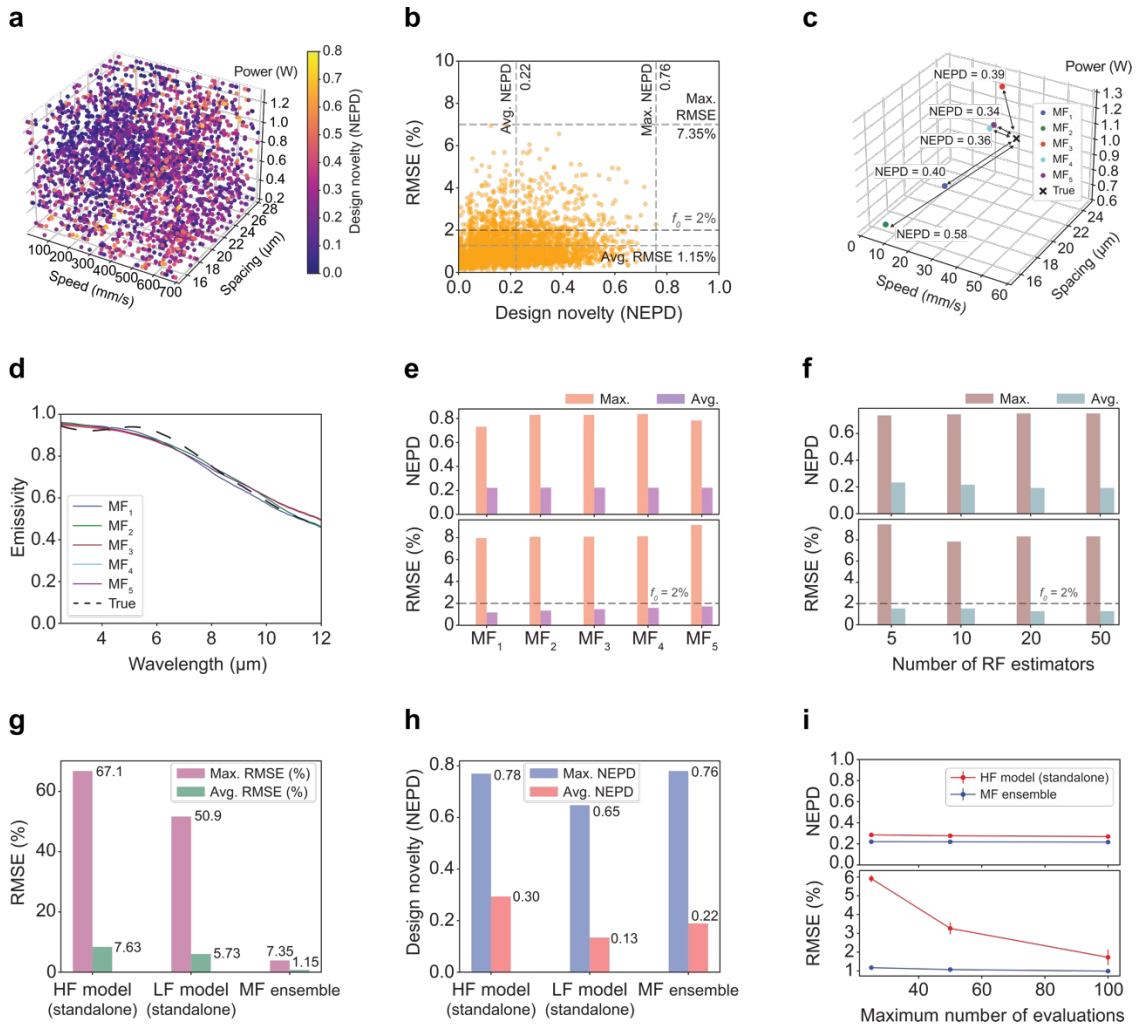 a
Power (W)
1.2
1.0
0.8
0.6
0.4
0.2
28
26
24
22
20
18
16
Spacing (µm)
100
200
300
400
500
600
700
Speed (mm/s)
0.8
0.7
0.6
0.5
0.4
0.3
0.2
0.1
0.0
Design novelty (NEPD)
b
10
8
6
4
2
0
RMSE (%)
Avg. NEPD
0.22
Max. NEPD
0.76
Max.
RMSE
7.35%
f₀ = 2%
Avg. RMSE 1.15%
0.0 0.2 0.4 0.6 0.8 1.0
Design novelty (NEPD)
c
Power (W)
1.3
1.2
1.1
1.0
0.9
0.8
0.7
0.6
NEPD = 0.39
NEPD = 0.34
NEPD = 0.36
NEPD = 0.40
NEPD = 0.58
MF₁
MF₂
MF₃
MF₄
MF₅
True
24
22
20
18
16
Spacing (µm)
0
10
20
30
40
50
60
Speed (mm/s)
d
1.0
0.8
0.6
0.4
0.2
0.0
Emissivity
MF₁
MF₂
MF₃
MF₄
MF₅
True
4 6 8 10 12
Wavelength (µm)
e
Max. Avg.
0.8
0.6
0.4
0.2
0.0
NEPD
8
6
4
2
0
RMSE (%)
f₀ = 2%
MF₁ MF₂ MF₃ MF₄ MF₅
f
Max. Avg.
0.8
0.6
0.4
0.2
0.0
NEPD
8
6
4
2
0
RMSE (%)
f₀ = 2%
5 10 20 50
Number of RF estimators
g
60
40
20
0
RMSE (%)
Max. RMSE (%)
Avg. RMSE (%)
67.1
7.63
50.9
5.73
7.35
1.15
HF model LF model MF ensemble
(standalone) (standalone)
h
0.8
0.6
0.4
0.2
0.0
Design novelty (NEPD)
Max. NEPD
Avg. NEPD
0.78
0.30
0.65
0.13
0.76
0.22
HF model LF model MF ensemble
(standalone) (standalone)
i
1.0
0.8
0.6
0.4
0.2
0.0
NEPD
HF model (standalone)
MF ensemble
6
5
4
3
2
1
RMSE (%)
40 60 80 100
Maximum number of evaluations